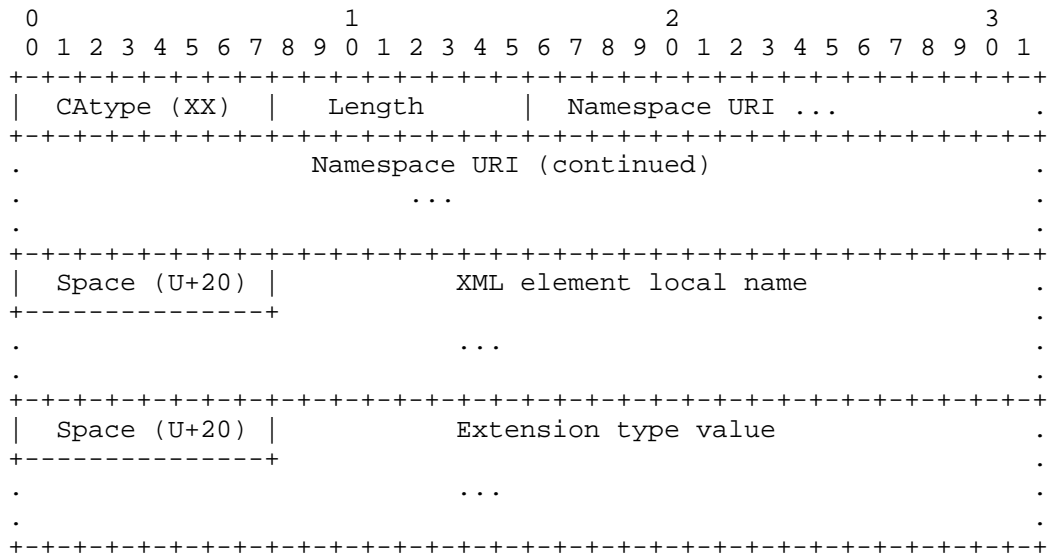 0                   1                   2                   3
 0 1 2 3 4 5 6 7 8 9 0 1 2 3 4 5 6 7 8 9 0 1 2 3 4 5 6 7 8 9 0 1
+-+-+-+-+-+-+-+-+-+-+-+-+-+-+-+-+-+-+-+-+-+-+-+-+-+-+-+-+-+-+-+-+
|  CAtype (XX)  |   Length      |  Namespace URI ...            .
+-+-+-+-+-+-+-+-+-+-+-+-+-+-+-+-+-+-+-+-+-+-+-+-+-+-+-+-+-+-+-+-+
.                  Namespace URI (continued)                    .
.                        ...                                    .
.                                                               .
+-+-+-+-+-+-+-+-+-+-+-+-+-+-+-+-+-+-+-+-+-+-+-+-+-+-+-+-+-+-+-+-+
|  Space (U+20) |           XML element local name              .
+---------------+                                               .
.                           ...                                 .
.                                                               .
+-+-+-+-+-+-+-+-+-+-+-+-+-+-+-+-+-+-+-+-+-+-+-+-+-+-+-+-+-+-+-+-+
|  Space (U+20) |           Extension type value                .
+---------------+                                               .
.                           ...                                 .
.                                                               .
+-+-+-+-+-+-+-+-+-+-+-+-+-+-+-+-+-+-+-+-+-+-+-+-+-+-+-+-+-+-+-+-+